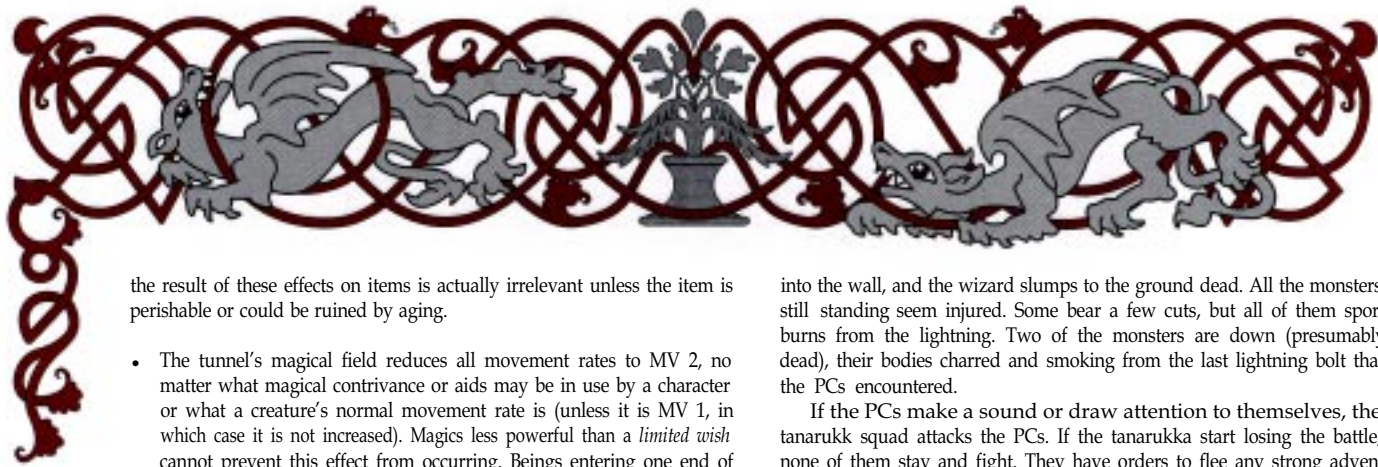 the result of these effects on items is actually irrelevant unless the item is
perishable or could be ruined by aging.
• The tunnel's magical field reduces all movement rates to MV 2, no
matter what magical contrivance or aids may be in use by a character
or what a creature's normal movement rate is (unless it is MV 1, in
which case it is not increased). Magics less powerful than a limited wish
cannot prevent this effect from occurring. Beings entering one end of
into the wall, and the wizard slumps to the ground dead. All the monsters
still standing seem injured. Some bear a few cuts, but all of them spor
burns from the lightning. Two of the monsters are down (presumably
dead), their bodies charred and smoking from the last lightning bolt tha
the PCs encountered.
If the PCs make a sound or draw attention to themselves, the
tanarukk squad attacks the PCs. If the tanarukka start losing the battle,
none of them stay and fight. They have orders to flee any strong adven